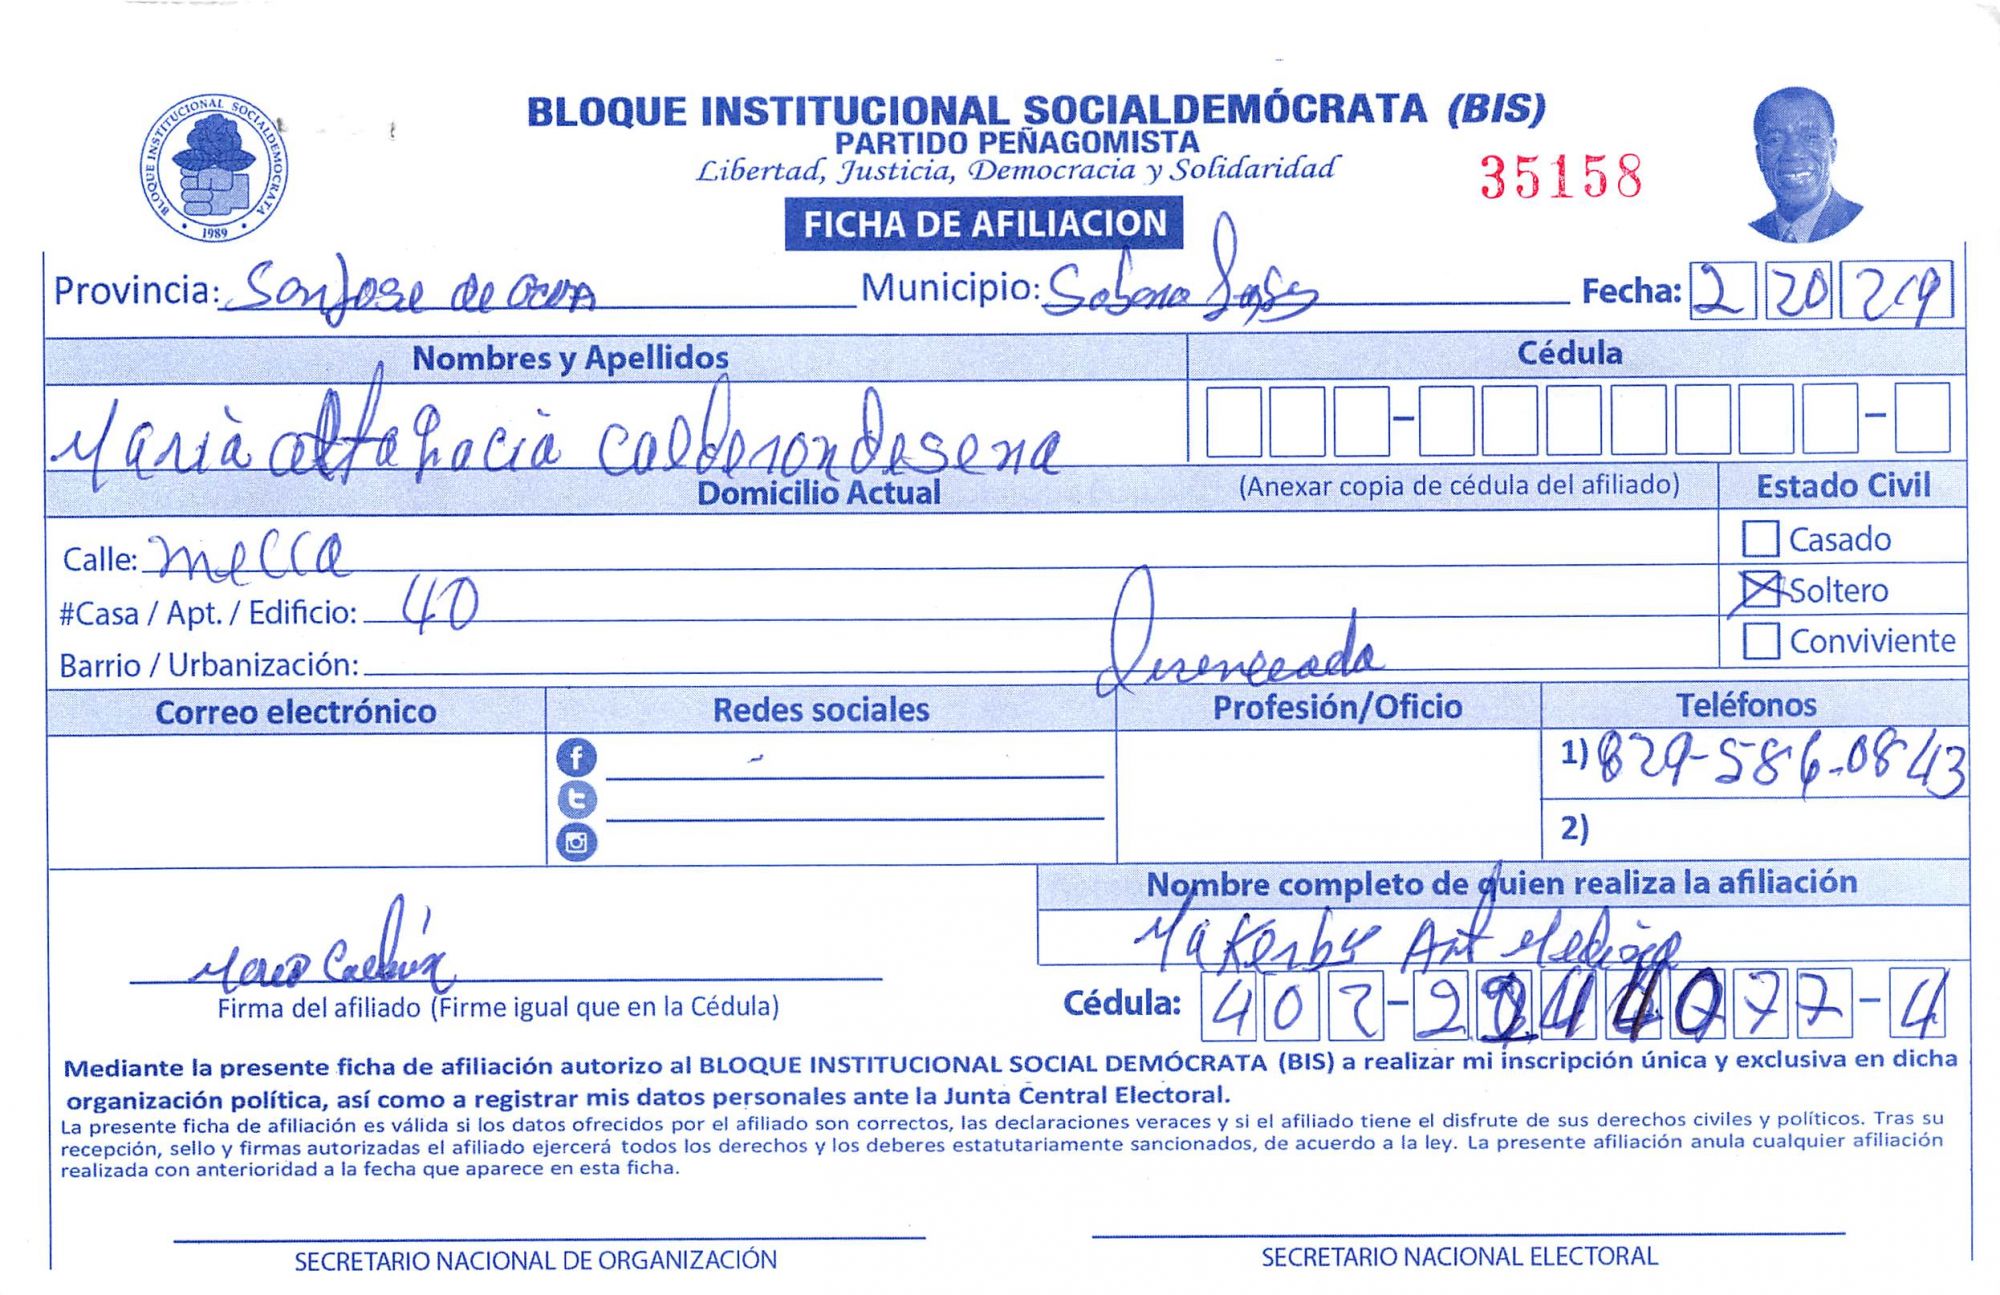 BLOQUE INSTITUCIONAL SOCIALDEMOCRATA
1989
BLOQUE INSTITUCIONAL SOCIALDEMÓCRATA (BIS)
PARTIDO PEÑAGOMISTA
Libertad, Justicia, Democracia y Solidaridad
35158
FICHA DE AFILIACION
Provincia: San Jose de ocoa Municipio: Sabana Fecha: 2 20 29
Nombres y Apellidos Cédula
Maria altagracia calderon desena
Domicilio Actual (Anexar copia de cédula del afiliado) Estado Civil
Calle: mella Casado
#Casa / Apt. / Edificio: 40 Soltero
Barrio / Urbanización: Conviviente
Correo electrónico Redes sociales Profesión/Oficio Teléfonos
1) 829-586-0843
2)
Nombre completo de quien realiza la afiliación
Firma del afiliado (Firme igual que en la Cédula) Cédula: 402-2 77-4
Mediante la presente ficha de afiliación autorizo al BLOQUE INSTITUCIONAL SOCIAL DEMÓCRATA (BIS) a realizar mi inscripción única y exclusiva en dicha
organización política, así como a registrar mis datos personales ante la Junta Central Electoral.
La presente ficha de afiliación es válida si los datos ofrecidos por el afiliado son correctos, las declaraciones veraces y si el afiliado tiene el disfrute de sus derechos civiles y políticos. Tras su
recepción, sello y firmas autorizadas el afiliado ejercerá todos los derechos y los deberes estatutariamente sancionados, de acuerdo a la ley. La presente afiliación anula cualquier afiliación
realizada con anterioridad a la fecha que aparece en esta ficha.
SECRETARIO NACIONAL DE ORGANIZACIÓN SECRETARIO NACIONAL ELECTORAL